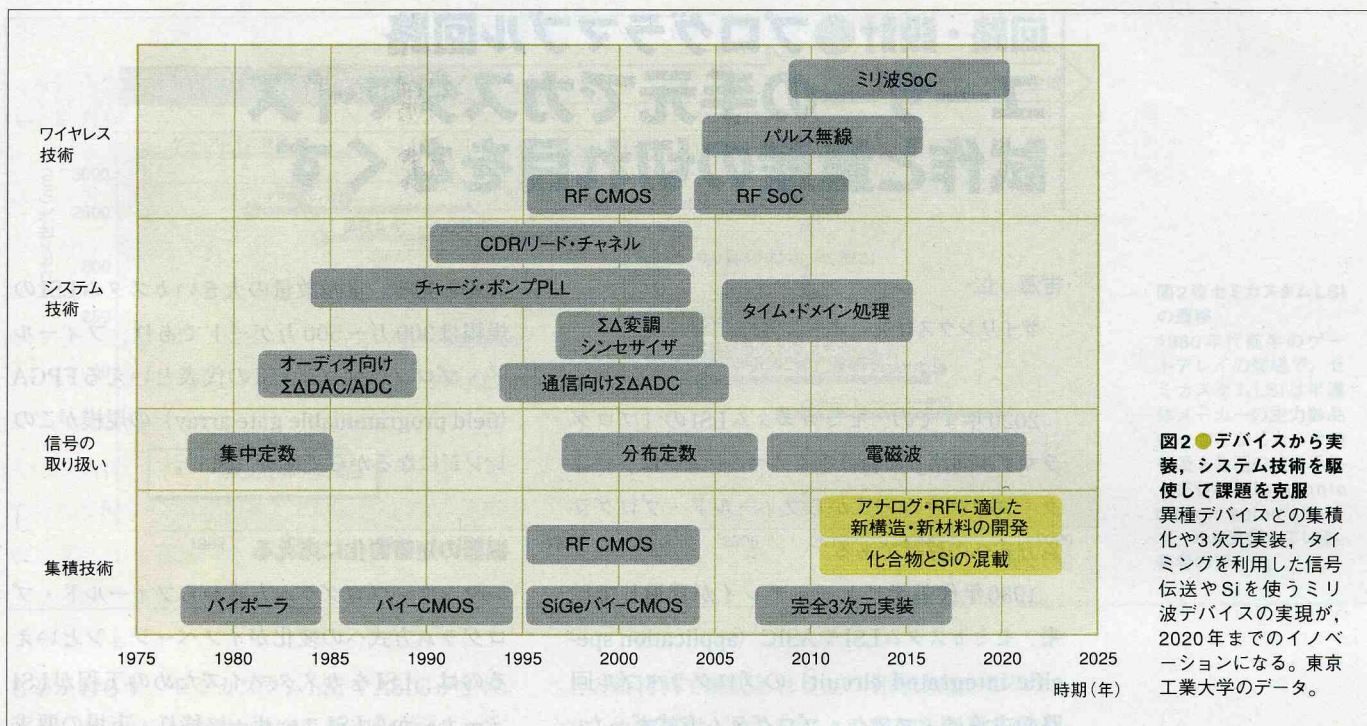 ワイヤレス
技術
ミリ波SoC
パルス無線
RF CMOS
RF SoC
システム
技術
CDR/リード・チャネル
チャージ・ポンプPLL
タイム・ドメイン処理
ΣΔ変調
シンセサイザ
オーディオ向け
ΣΔDAC/ADC
通信向けΣΔADC
信号の
取り扱い
集中定数
分布定数
電磁波
集積技術
アナログ・RFに適した
新構造・新材料の開発
RF CMOS
化合物とSiの混載
バイポーラ
バイ-CMOS
SiGeバイ-CMOS
完全3次元実装
1975 1980 1985 1990 1995 2000 2005 2010 2015 2020 2025
時期(年)
図2●デバイスから実
装,システム技術を駆
使して課題を克服
異種デバイスとの集積
化や3次元実装,タイ
ミングを利用した信号
伝送やSiを使うミリ
波デバイスの実現が,
2020年までのイノベ
ーションになる。東京
工業大学のデータ。